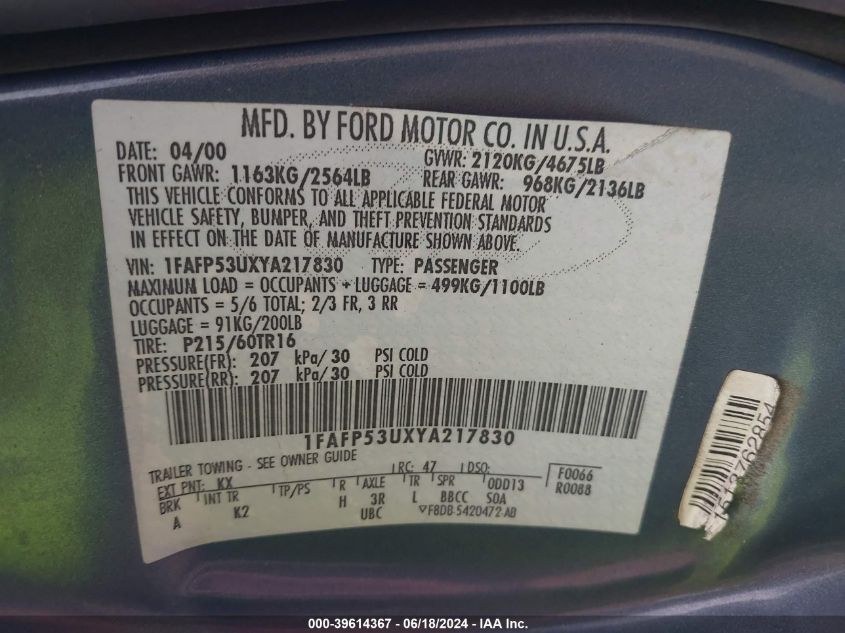 MFD. BY FORD MOTOR CO. IN U.S.A.
DATE: 04/00 GVWR: 2120KG/4675LB
FRONT GAWR: 1163KG/2564LB REAR GAWR: 968KG/2136LB
THIS VEHICLE CONFORMS TO ALL APPLICABLE FEDERAL MOTOR
VEHICLE SAFETY, BUMPER, AND THEFT PREVENTION STANDARDS
IN EFFECT ON THE DATE OF MANUFACTURE SHOWN ABOVE.
VIN: 1FAFP53UXYA217830 TYPE: PASSENGER
MAXIMUM LOAD = OCCUPANTS + LUGGAGE = 499KG/1100LB
OCCUPANTS = 5/6 TOTAL; 2/3 FR, 3 RR
LUGGAGE = 91KG/200LB
TIRE: P215/60TR16
PRESSURE(FR): 207 kPa/ 30 PSI COLD
PRESSURE(RR): 207 kPa/ 30 PSI COLD
1FAFP53UXYA217830
TRAILER TOWING - SEE OWNER GUIDE
EXT PNT: KX RC: 47 DSO: F0066
BRK INT TR TP/PS R AXLE TR SPR ODD13 R0088
A K2 H 3R L BBCC SOA
UBC F8DB-5420472-AB
000-39614367 - 06/18/2024 - IAA Inc.